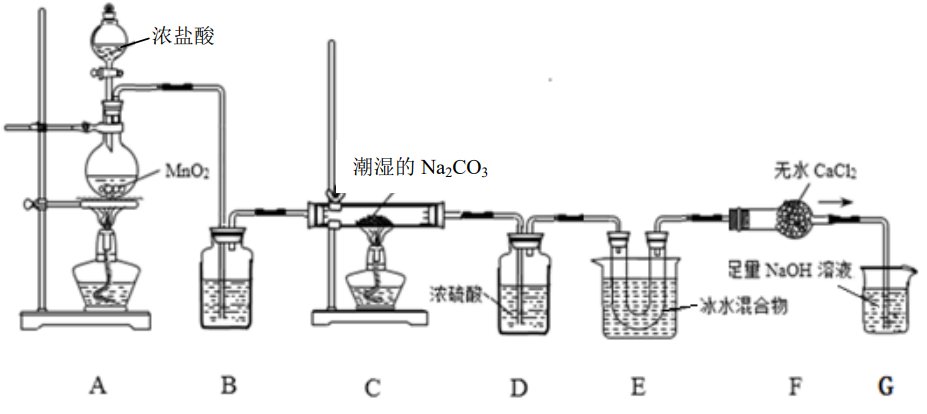 浓盐酸
MnO₂
潮湿的 Na₂CO₃
浓硫酸
冰水混合物
无水 CaCl₂
足量 NaOH 溶液
A B C D E F G